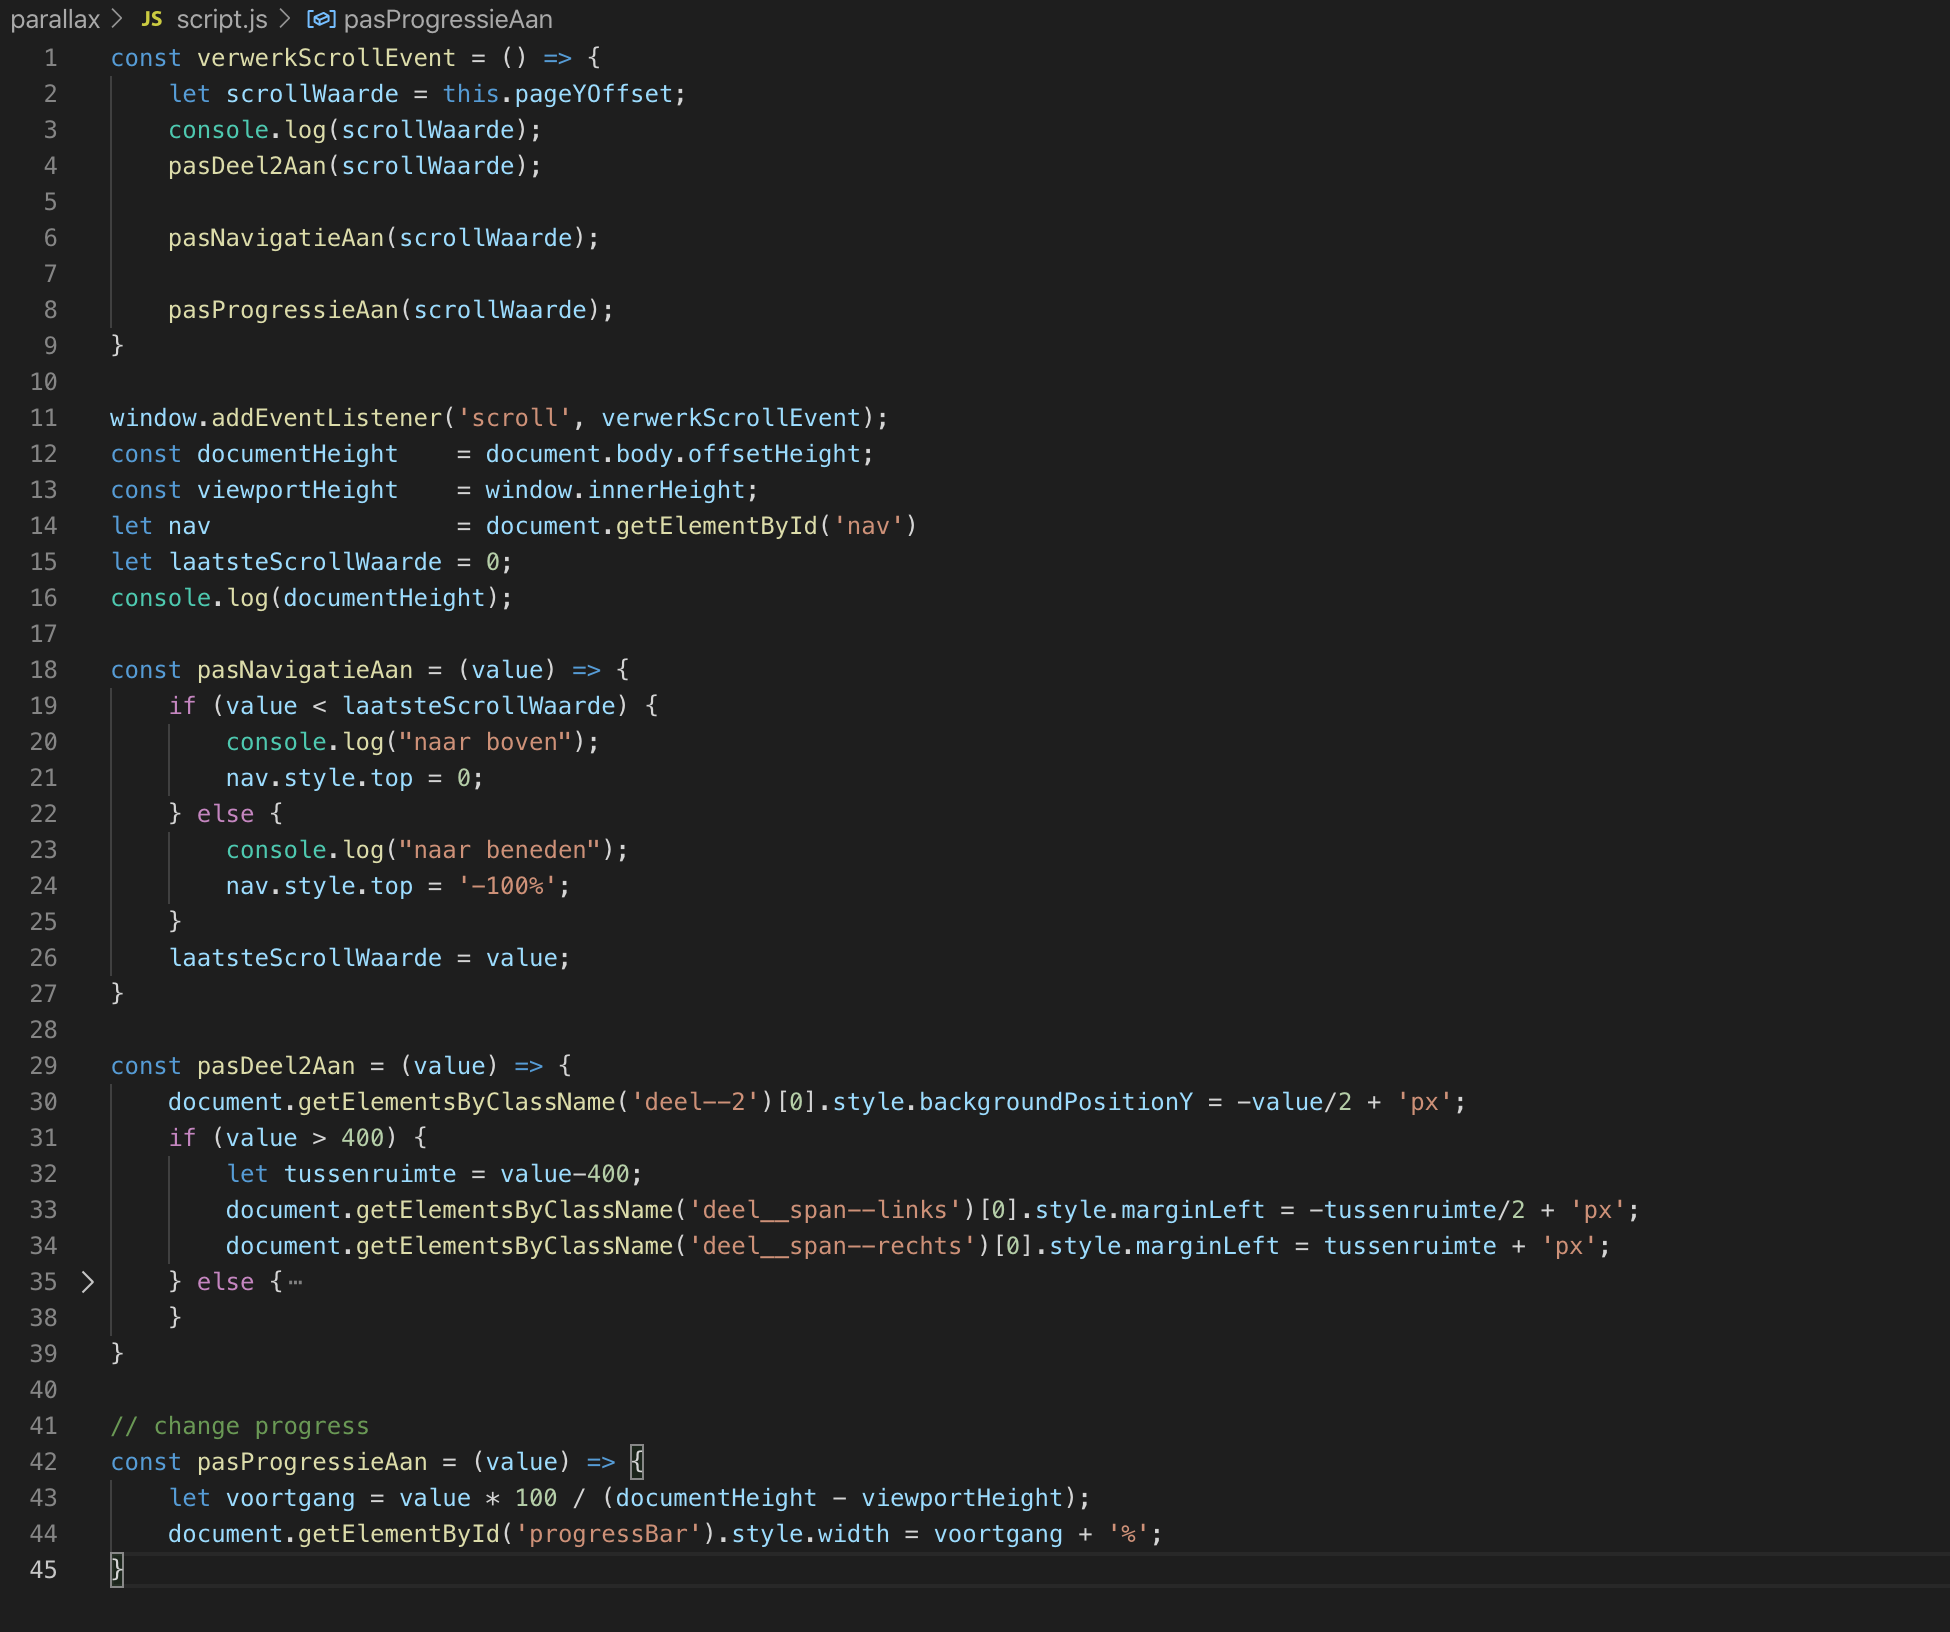 parallax > JS script.js > pasProgressieAan
1 const verwerkScrollEvent = () => {
2     let scrollWaarde = this.pageYOffset;
3     console.log(scrollWaarde);
4     pasDeel2Aan(scrollWaarde);
5
6     pasNavigatieAan(scrollWaarde);
7
8     pasProgressieAan(scrollWaarde);
9 }
10
11 window.addEventListener('scroll', verwerkScrollEvent);
12 const documentHeight    = document.body.offsetHeight;
13 const viewportHeight    = window.innerHeight;
14 let nav                 = document.getElementById('nav')
15 let laatsteScrollWaarde = 0;
16 console.log(documentHeight);
17
18 const pasNavigatieAan = (value) => {
19     if (value < laatsteScrollWaarde) {
20         console.log("naar boven");
21         nav.style.top = 0;
22     } else {
23         console.log("naar beneden");
24         nav.style.top = '-100%';
25     }
26     laatsteScrollWaarde = value;
27 }
28
29 const pasDeel2Aan = (value) => {
30     document.getElementsByClassName('deel--2')[0].style.backgroundPositionY = -value/2 + 'px';
31     if (value > 400) {
32         let tussenruimte = value-400;
33         document.getElementsByClassName('deel__span--links')[0].style.marginLeft = -tussenruimte/2 + 'px';
34         document.getElementsByClassName('deel__span--rechts')[0].style.marginLeft = tussenruimte + 'px';
35 >     } else {⋯
38     }
39 }
40
41 // change progress
42 const pasProgressieAan = (value) => {
43     let voortgang = value * 100 / (documentHeight - viewportHeight);
44     document.getElementById('progressBar').style.width = voortgang + '%';
45 }